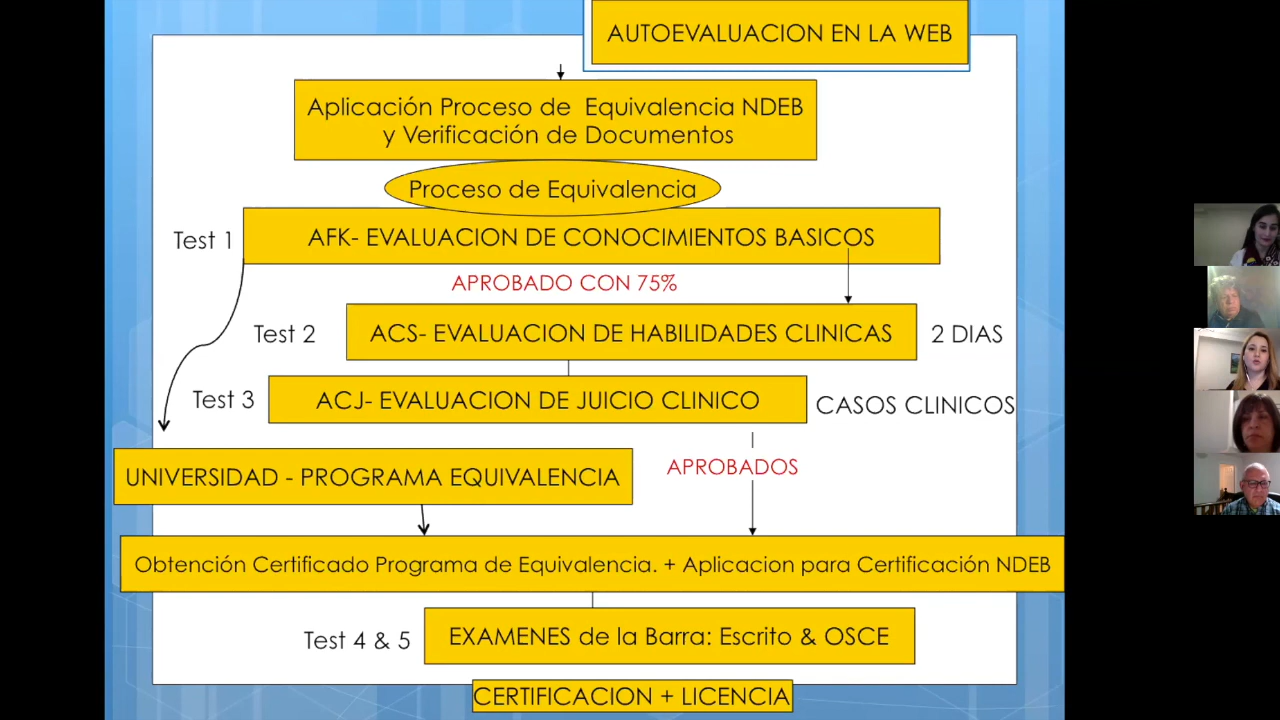 AUTOEVALUACION EN LA WEB
Aplicación Proceso de Equivalencia NDEB
y Verificación de Documentos
Proceso de Equivalencia
Test 1
AFK- EVALUACION DE CONOCIMIENTOS BASICOS
APROBADO CON 75%
Test 2
ACS- EVALUACION DE HABILIDADES CLINICAS
2 DIAS
Test 3
ACJ- EVALUACION DE JUICIO CLINICO
CASOS CLINICOS
UNIVERSIDAD - PROGRAMA EQUIVALENCIA
APROBADOS
Obtención Certificado Programa de Equivalencia. + Aplicacion para Certificación NDEB
Test 4 & 5
EXAMENES de la Barra: Escrito & OSCE
CERTIFICACION + LICENCIA